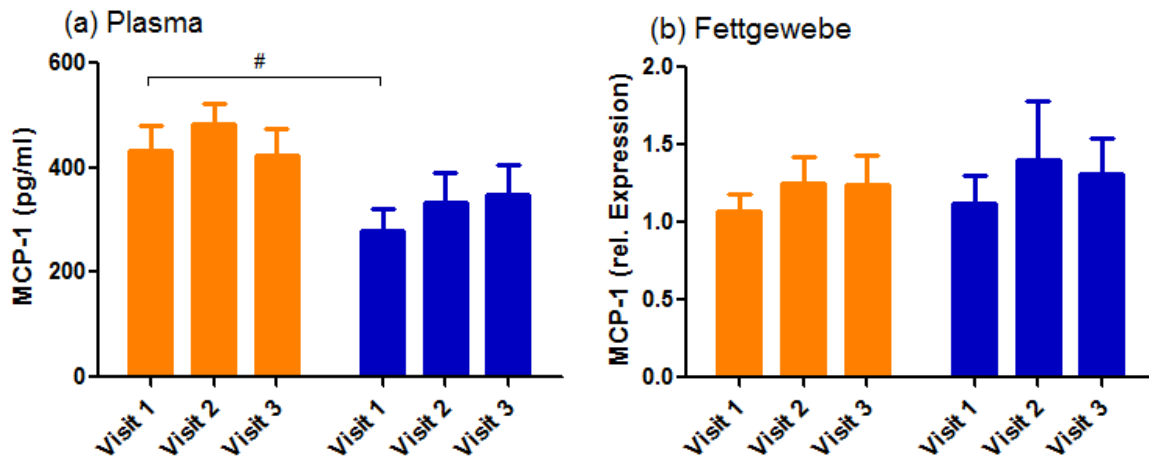 (a) Plasma
MCP-1 (pg/ml)
600
400
200
0
#
Visit 1
Visit 2
Visit 3
Visit 1
Visit 2
Visit 3
(b) Fettgewebe
MCP-1 (rel. Expression)
2.0
1.5
1.0
0.5
0.0
Visit 1
Visit 2
Visit 3
Visit 1
Visit 2
Visit 3